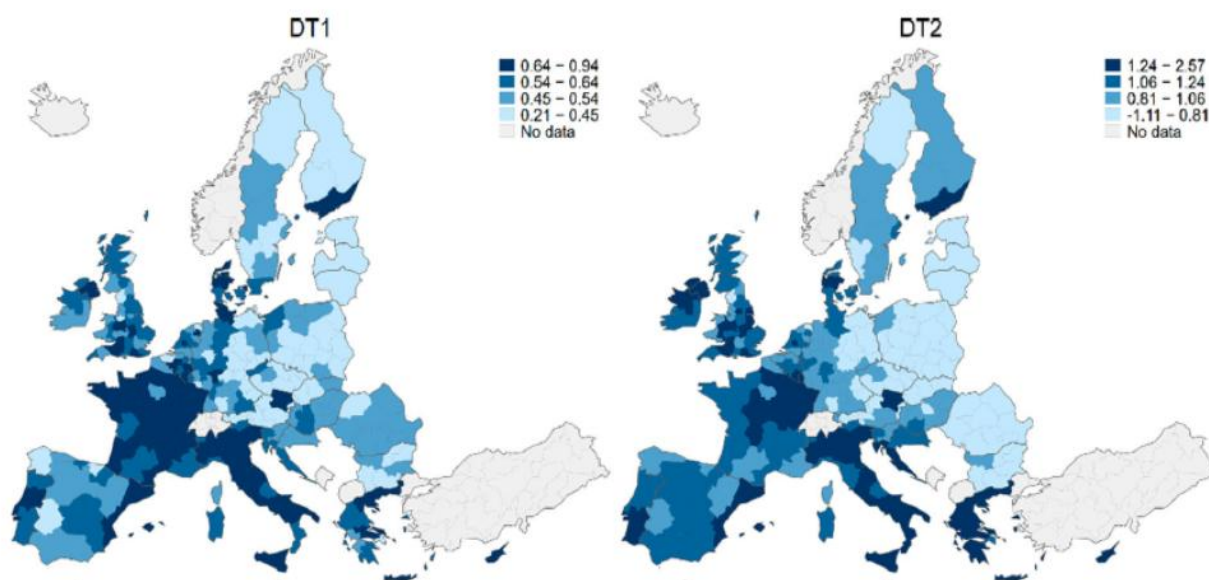 DT1
0.64 – 0.94
0.54 – 0.64
0.45 – 0.54
0.21 – 0.45
No data
DT2
1.24 – 2.57
1.06 – 1.24
0.81 – 1.06
-1.11 – 0.81
No data